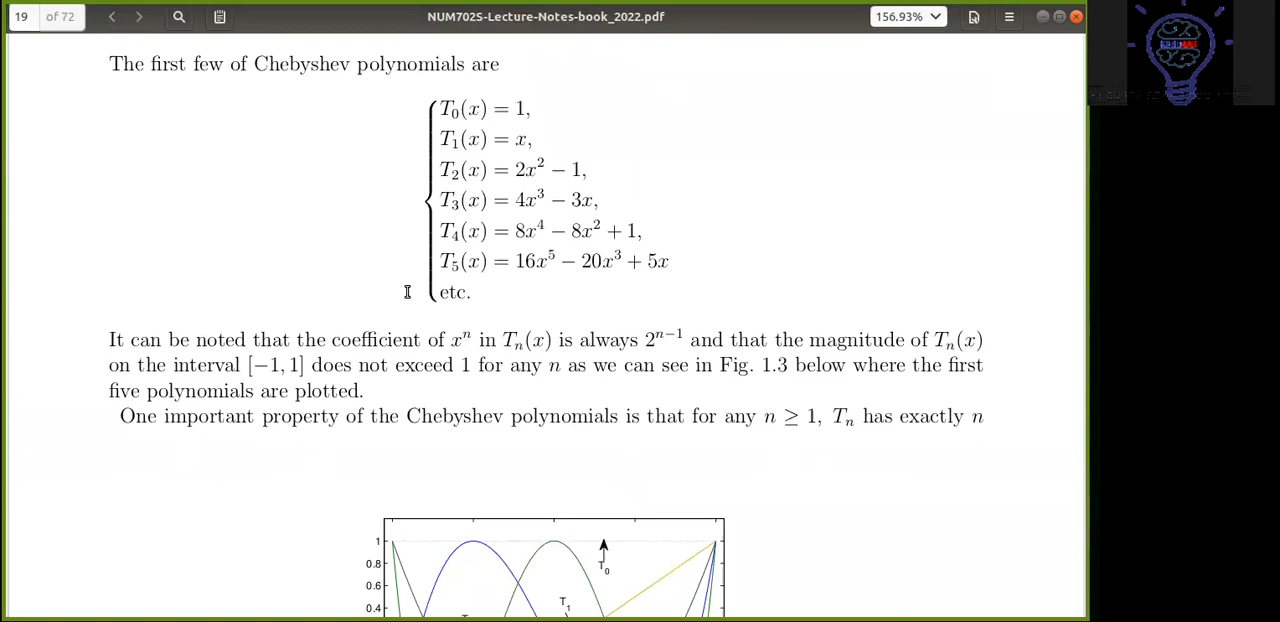 19 of 72
NUM702S-Lecture-Notes-book_2022.pdf
156.93%
The first few of Chebyshev polynomials are
T₀(x) = 1,
T₁(x) = x,
T₂(x) = 2x² − 1,
T₃(x) = 4x³ − 3x,
T₄(x) = 8x⁴ − 8x² + 1,
T₅(x) = 16x⁵ − 20x³ + 5x
etc.
It can be noted that the coefficient of xⁿ in Tₙ(x) is always 2ⁿ⁻¹ and that the magnitude of Tₙ(x)
on the interval [−1, 1] does not exceed 1 for any n as we can see in Fig. 1.3 below where the first
five polynomials are plotted.
One important property of the Chebyshev polynomials is that for any n ≥ 1, Tₙ has exactly n
1
0.8
T₀
0.6
T₁
0.4